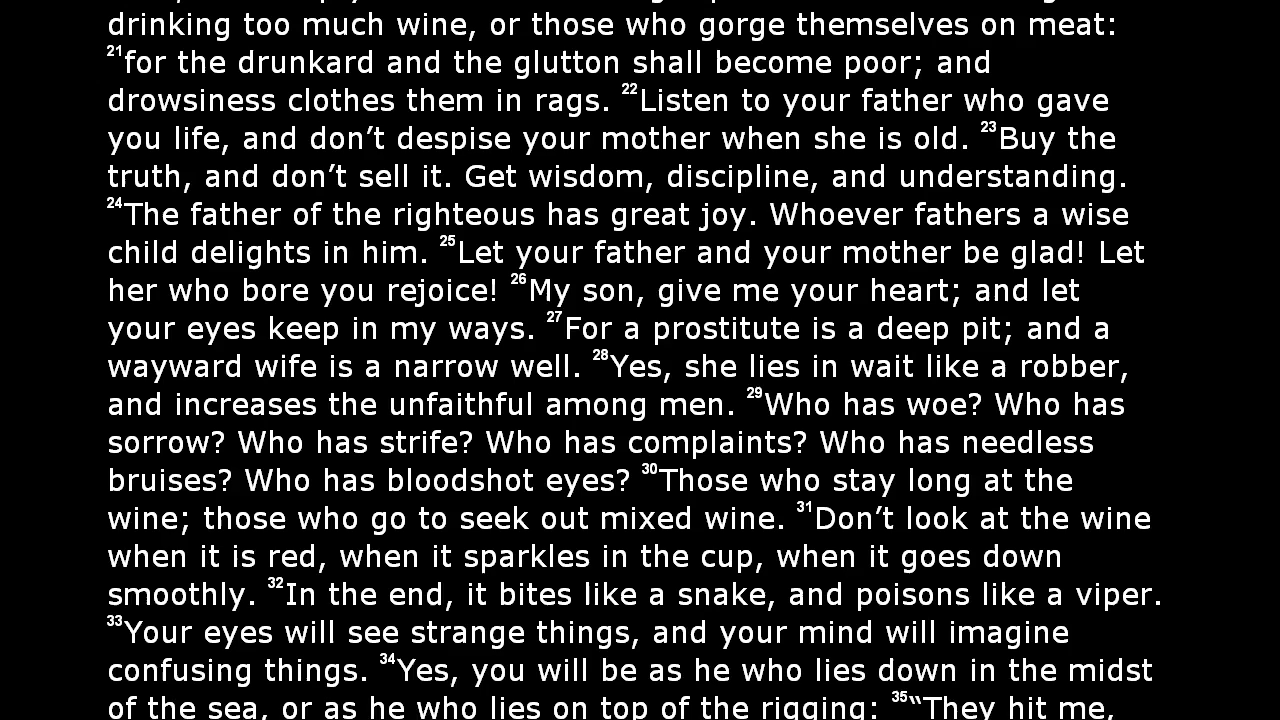 drinking too much wine, or those who gorge themselves on meat:
21for the drunkard and the glutton shall become poor; and
drowsiness clothes them in rags. 22Listen to your father who gave
you life, and don’t despise your mother when she is old. 23Buy the
truth, and don’t sell it. Get wisdom, discipline, and understanding.
24The father of the righteous has great joy. Whoever fathers a wise
child delights in him. 25Let your father and your mother be glad! Let
her who bore you rejoice! 26My son, give me your heart; and let
your eyes keep in my ways. 27For a prostitute is a deep pit; and a
wayward wife is a narrow well. 28Yes, she lies in wait like a robber,
and increases the unfaithful among men. 29Who has woe? Who has
sorrow? Who has strife? Who has complaints? Who has needless
bruises? Who has bloodshot eyes? 30Those who stay long at the
wine; those who go to seek out mixed wine. 31Don’t look at the wine
when it is red, when it sparkles in the cup, when it goes down
smoothly. 32In the end, it bites like a snake, and poisons like a viper.
33Your eyes will see strange things, and your mind will imagine
confusing things. 34Yes, you will be as he who lies down in the midst
of the sea, or as he who lies on top of the rigging: 35“They hit me,